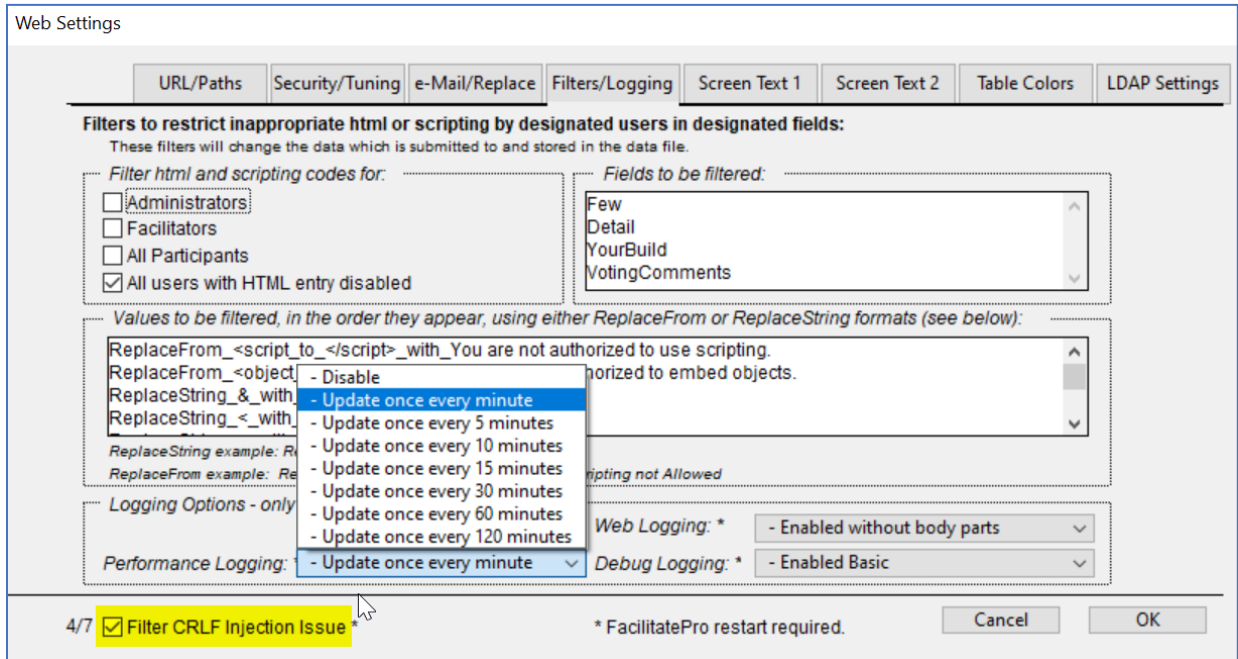 Web Settings
URL/Paths Security/Tuning e-Mail/Replace Filters/Logging Screen Text 1 Screen Text 2 Table Colors LDAP Settings
Filters to restrict inappropriate html or scripting by designated users in designated fields:
These filters will change the data which is submitted to and stored in the data file.
Filter html and scripting codes for:
Administrators
Facilitators
All Participants
All users with HTML entry disabled
Fields to be filtered:
Few
Detail
YourBuild
VotingComments
Values to be filtered, in the order they appear, using either ReplaceFrom or ReplaceString formats (see below):
ReplaceFrom_<script_to_</script>_with_You are not authorized to use scripting.
ReplaceFrom_<object_ horized to embed objects.
ReplaceString_&_with_
ReplaceString_<_with_
ReplaceString example: Re
ReplaceFrom example: Re ripting not Allowed
- Disable
- Update once every minute
- Update once every 5 minutes
- Update once every 10 minutes
- Update once every 15 minutes
- Update once every 30 minutes
- Update once every 60 minutes
- Update once every 120 minutes
Logging Options - only
Web Logging: * - Enabled without body parts
Performance Logging: * - Update once every minute Debug Logging: * - Enabled Basic
4/7 Filter CRLF Injection Issue * * FacilitatePro restart required. Cancel OK